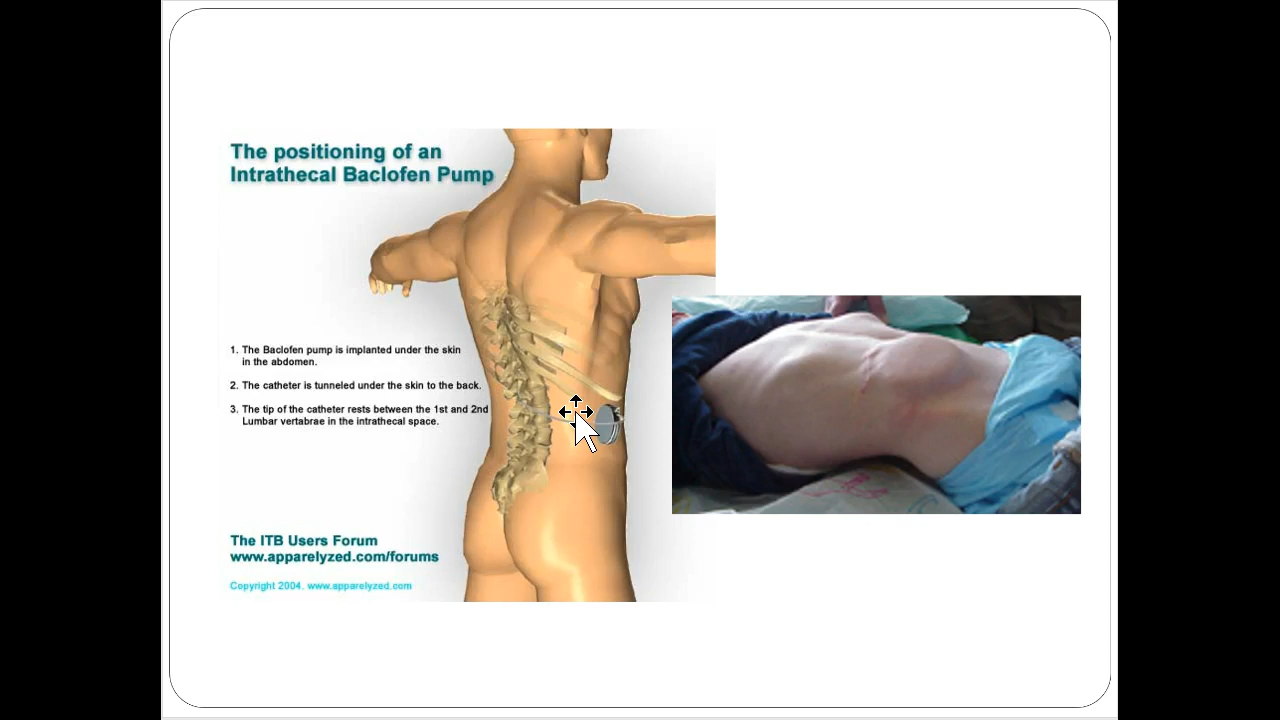 The positioning of an
Intrathecal Baclofen Pump
1. The Baclofen pump is implanted under the skin
in the abdomen.
2. The catheter is tunneled under the skin to the back.
3. The tip of the catheter rests between the 1st and 2nd
Lumbar vertabrae in the intrathecal space.
The ITB Users Forum
www.apparelyzed.com/forums
Copyright 2004. www.apparelyzed.com